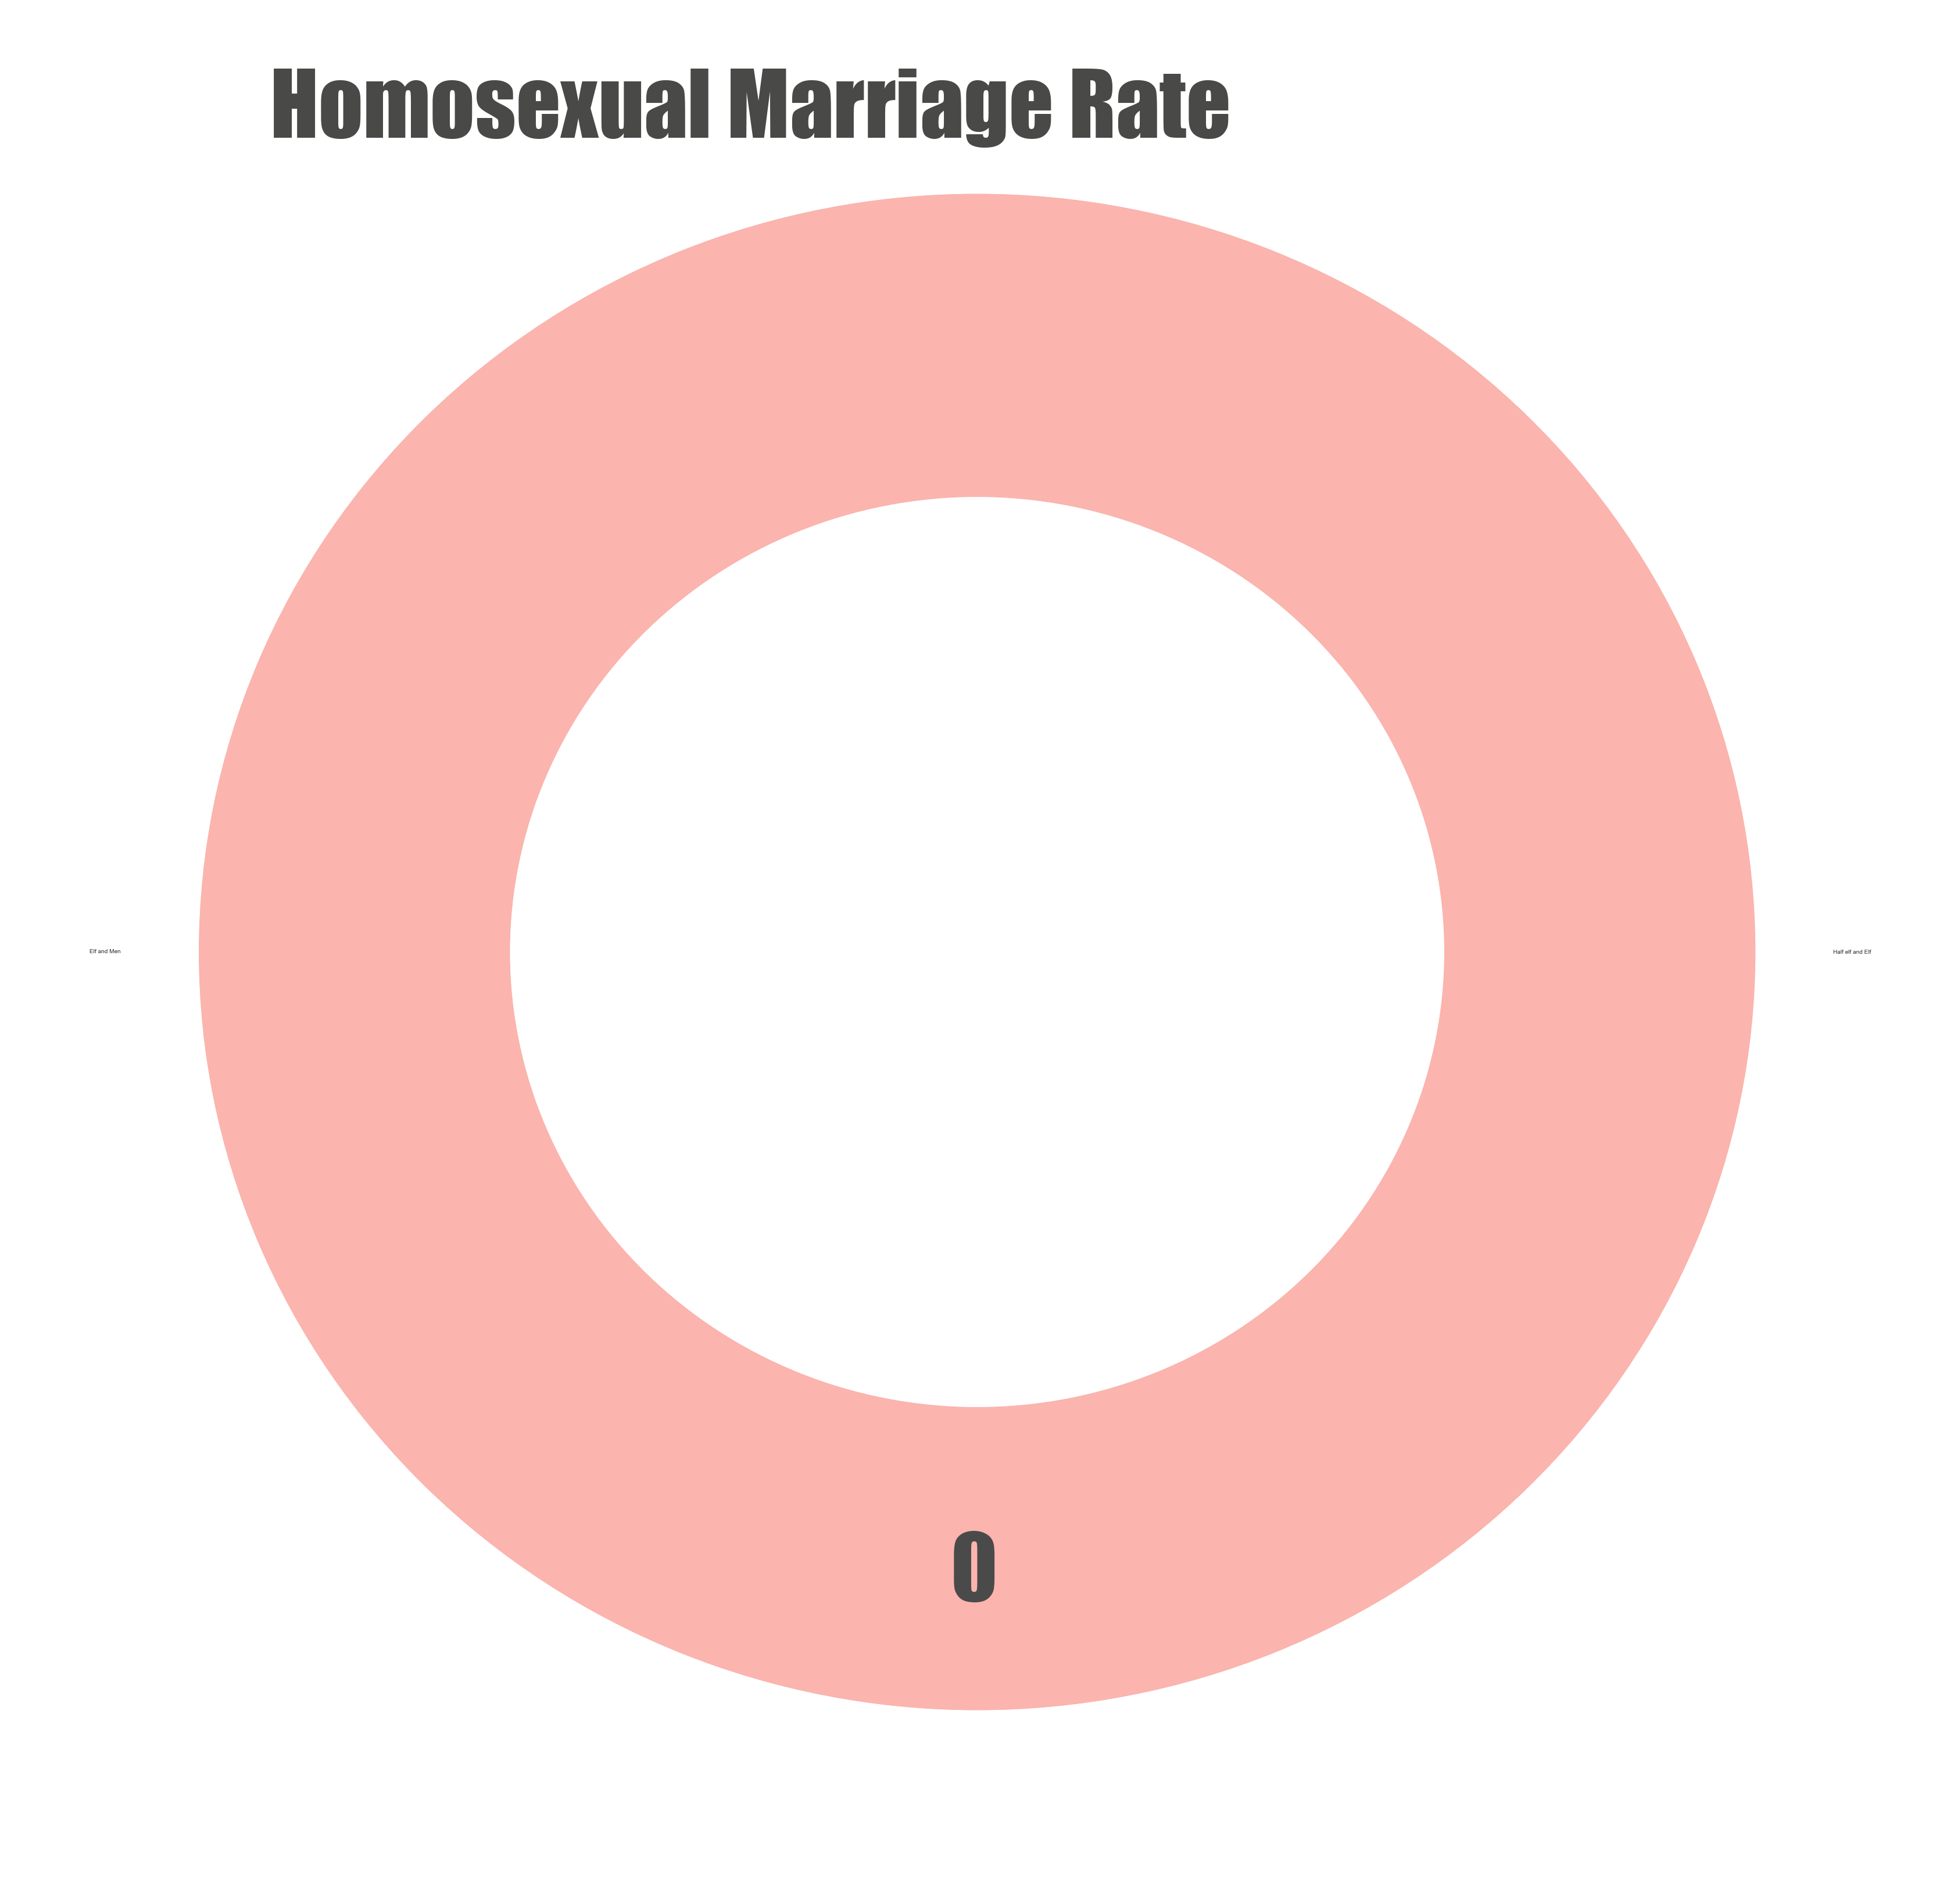 Homosexual Marriage Rate
Elf and Men
Half elf and Elf
0